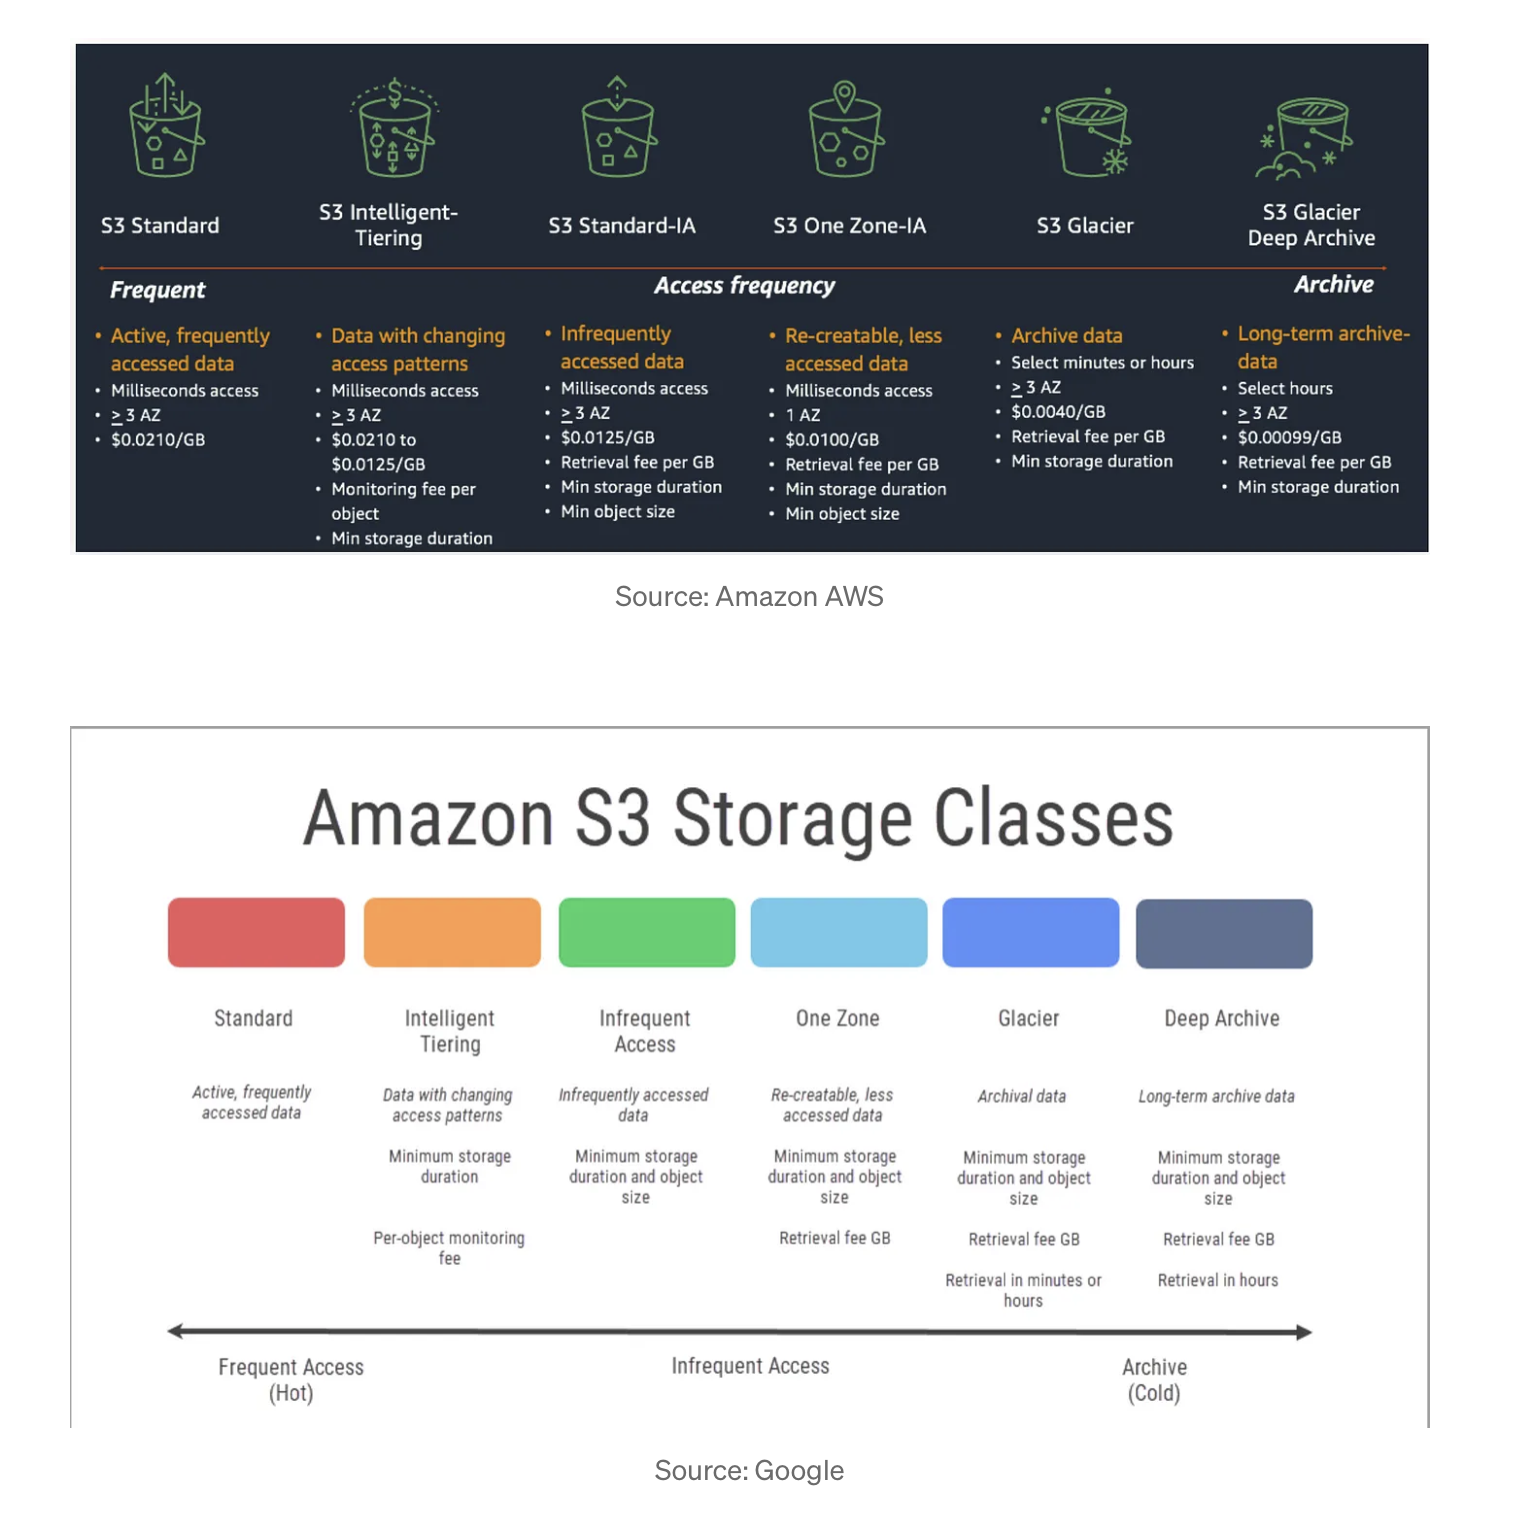 S3 Standard
S3 Intelligent-
Tiering
S3 Standard-IA
S3 One Zone-IA
S3 Glacier
S3 Glacier
Deep Archive
Frequent
Access frequency
Archive
• Active, frequently
accessed data
• Milliseconds access
• ≥ 3 AZ
• $0.0210/GB
• Data with changing
access patterns
• Milliseconds access
• ≥ 3 AZ
• $0.0210 to
$0.0125/GB
• Monitoring fee per
object
• Min storage duration
• Infrequently
accessed data
• Milliseconds access
• ≥ 3 AZ
• $0.0125/GB
• Retrieval fee per GB
• Min storage duration
• Min object size
• Re-creatable, less
accessed data
• Milliseconds access
• 1 AZ
• $0.0100/GB
• Retrieval fee per GB
• Min storage duration
• Min object size
• Archive data
• Select minutes or hours
• ≥ 3 AZ
• $0.0040/GB
• Retrieval fee per GB
• Min storage duration
• Long-term archive-
data
• Select hours
• ≥ 3 AZ
• $0.00099/GB
• Retrieval fee per GB
• Min storage duration
Source: Amazon AWS
Amazon S3 Storage Classes
Standard
Active, frequently
accessed data
Intelligent
Tiering
Data with changing
access patterns
Minimum storage
duration
Per-object monitoring
fee
Infrequent
Access
Infrequently accessed
data
Minimum storage
duration and object
size
One Zone
Re-creatable, less
accessed data
Minimum storage
duration and object
size
Retrieval fee GB
Glacier
Archival data
Minimum storage
duration and object
size
Retrieval fee GB
Retrieval in minutes or
hours
Deep Archive
Long-term archive data
Minimum storage
duration and object
size
Retrieval fee GB
Retrieval in hours
Frequent Access
(Hot)
Infrequent Access
Archive
(Cold)
Source: Google